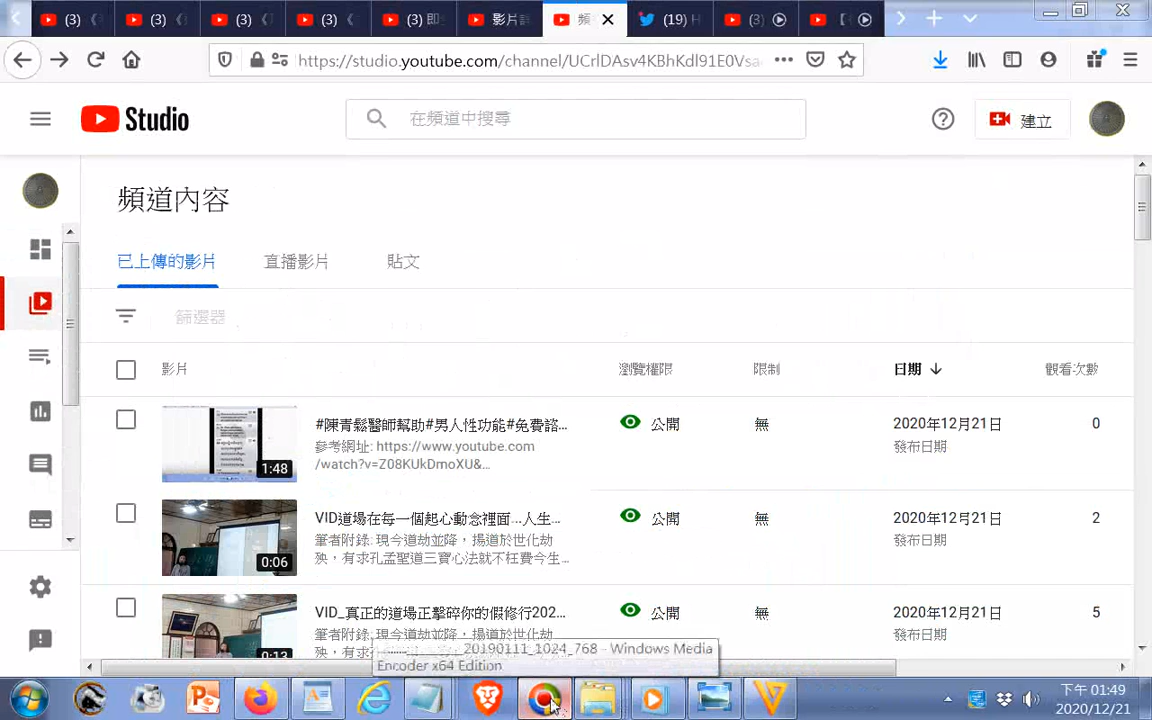 (3)
(3) 《
(3) 《
(3) 《
(3) 即
影片詳
頻
(19) H
(3)
https://studio.youtube.com/channel/UCrlDAsv4KBhKdl91E0Vsa
Studio
在頻道中搜尋
建立
頻道內容
已上傳的影片 直播影片 貼文
篩選器
影片 瀏覽權限 限制 日期 觀看次數
#陳青鬆醫師幫助#男人性功能#免費諮... 公開 無 2020年12月21日 0
參考網址: https://www.youtube.com 發布日期
/watch?v=Z08KUkDmoXU&...
1:48
VID道場在每一個起心動念裡面...人生... 公開 無 2020年12月21日 2
筆者附錄: 現今道劫並降，揚道於世化劫 發布日期
殃，有求孔孟聖道三寶心法就不枉費今生...
0:06
VID_真正的道場正擊碎你的假修行202... 公開 無 2020年12月21日 5
筆者附錄: 現今道劫並降，揚道於世化劫 發布日期
0:13
20190111_1024_768 - Windows Media
Encoder x64 Edition
下午 01:49
2020/12/21